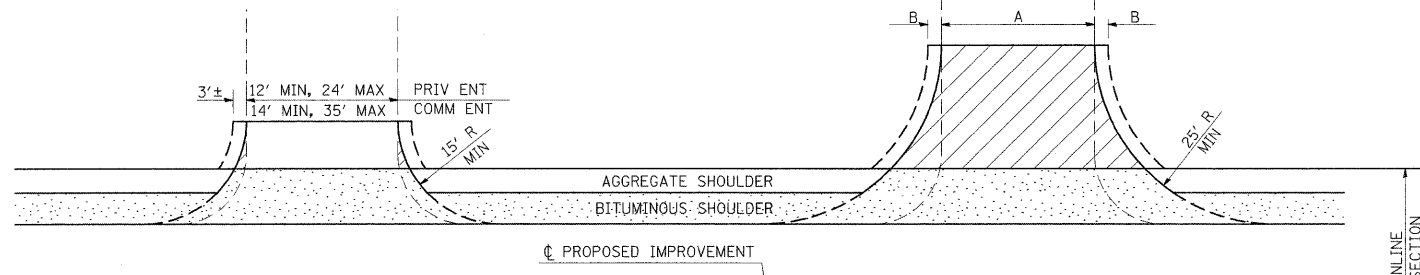 B A B
3'± 12' MIN, 24' MAX PRIV ENT
14' MIN, 35' MAX COMM ENT
15' R
MIN
25' R
MIN
AGGREGATE SHOULDER
BITUMINOUS SHOULDER
℄ PROPOSED IMPROVEMENT